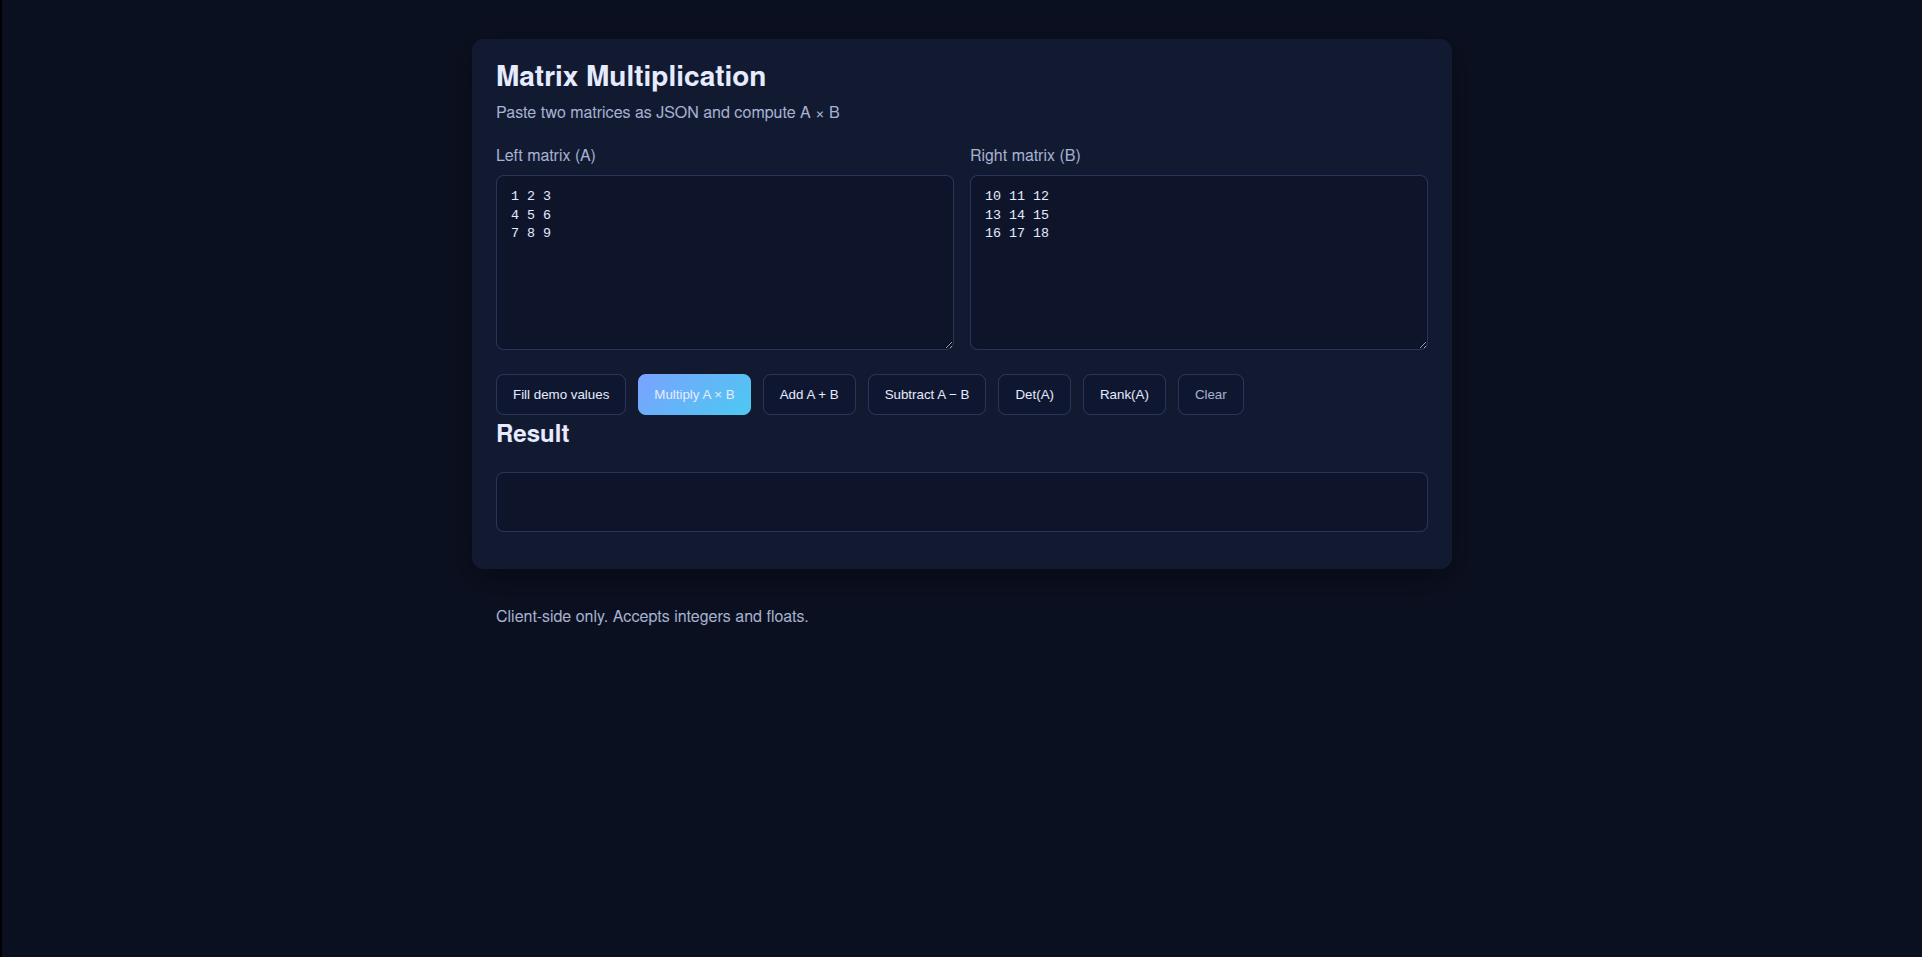 Matrix Multiplication
Paste two matrices as JSON and compute A × B
Left matrix (A)
1 2 3
4 5 6
7 8 9
Right matrix (B)
10 11 12
13 14 15
16 17 18
Fill demo values Multiply A × B Add A + B Subtract A − B Det(A) Rank(A) Clear
Result
Client-side only. Accepts integers and floats.